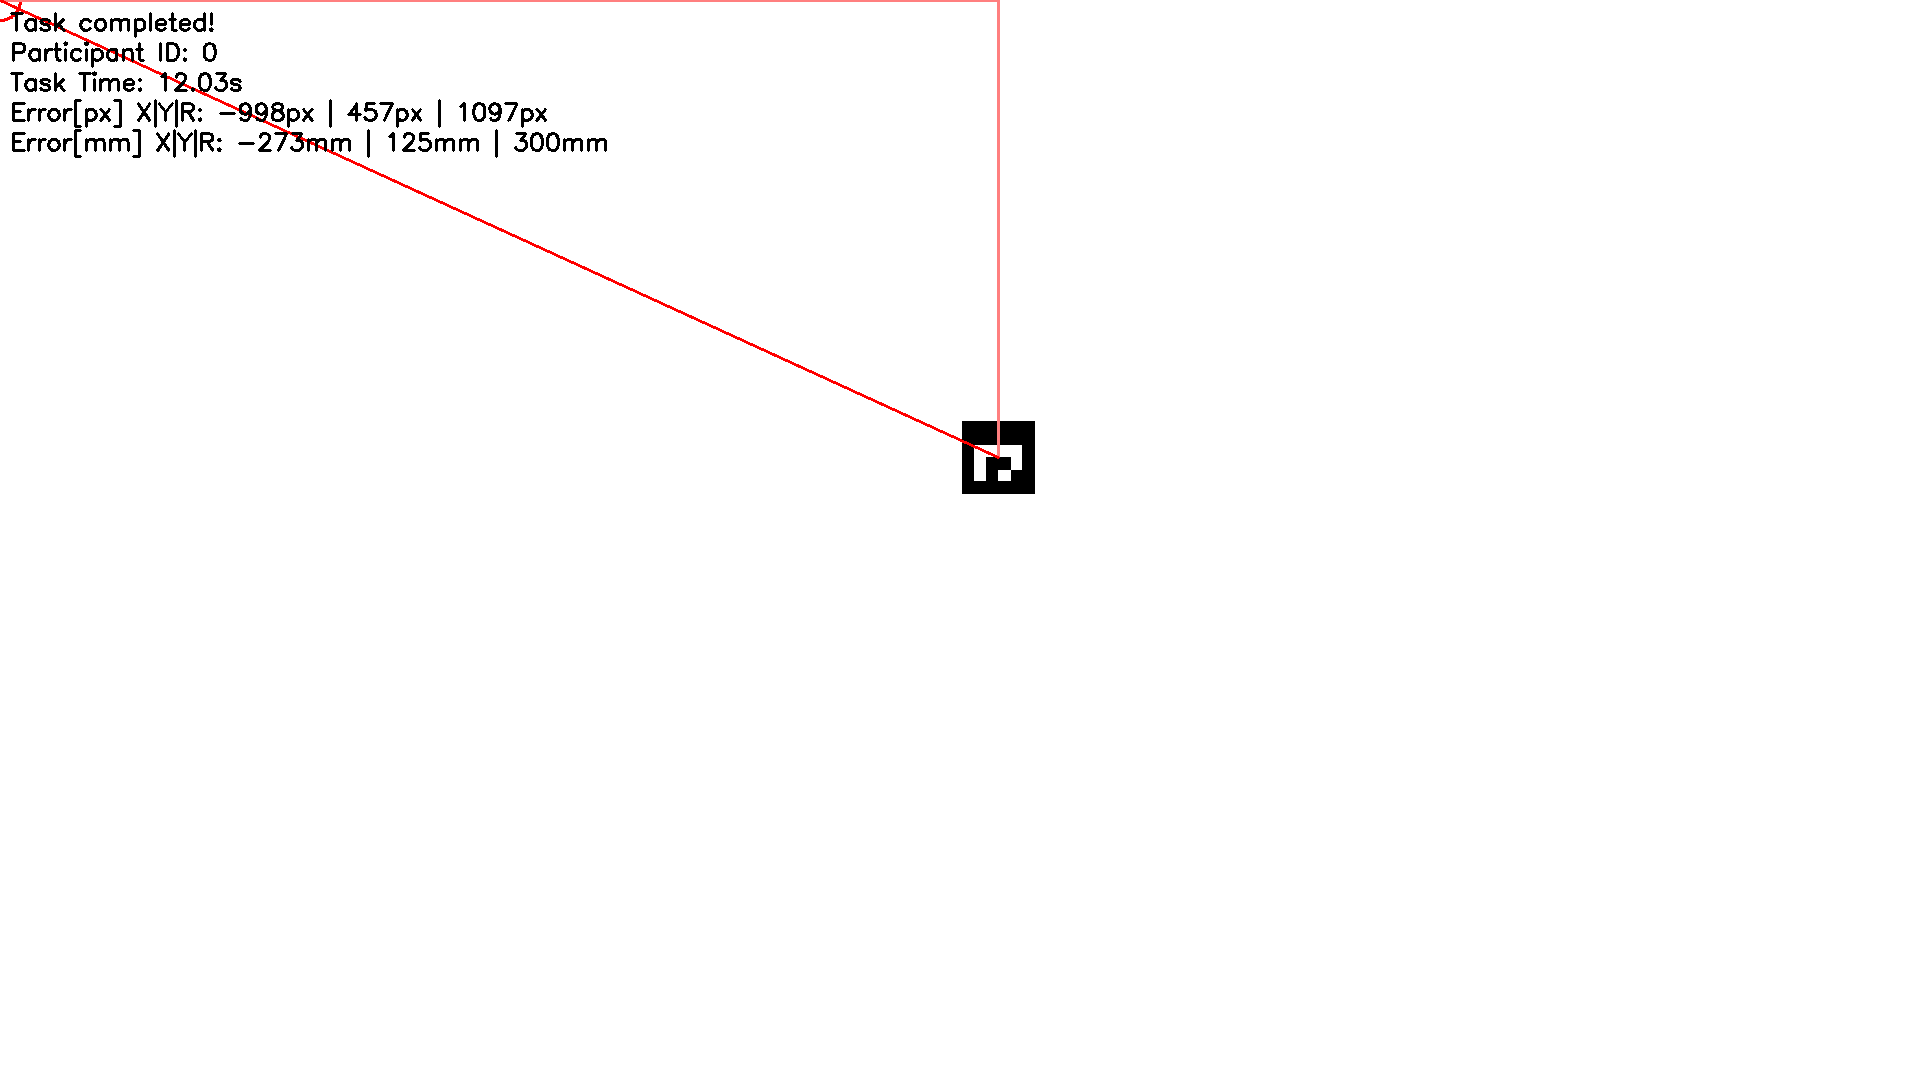 Task completed!
Participant ID: 0
Task Time: 12.03s
Error[px] X|Y|R: -998px | 457px | 1097px
Error[mm] X|Y|R: -273mm | 125mm | 300mm